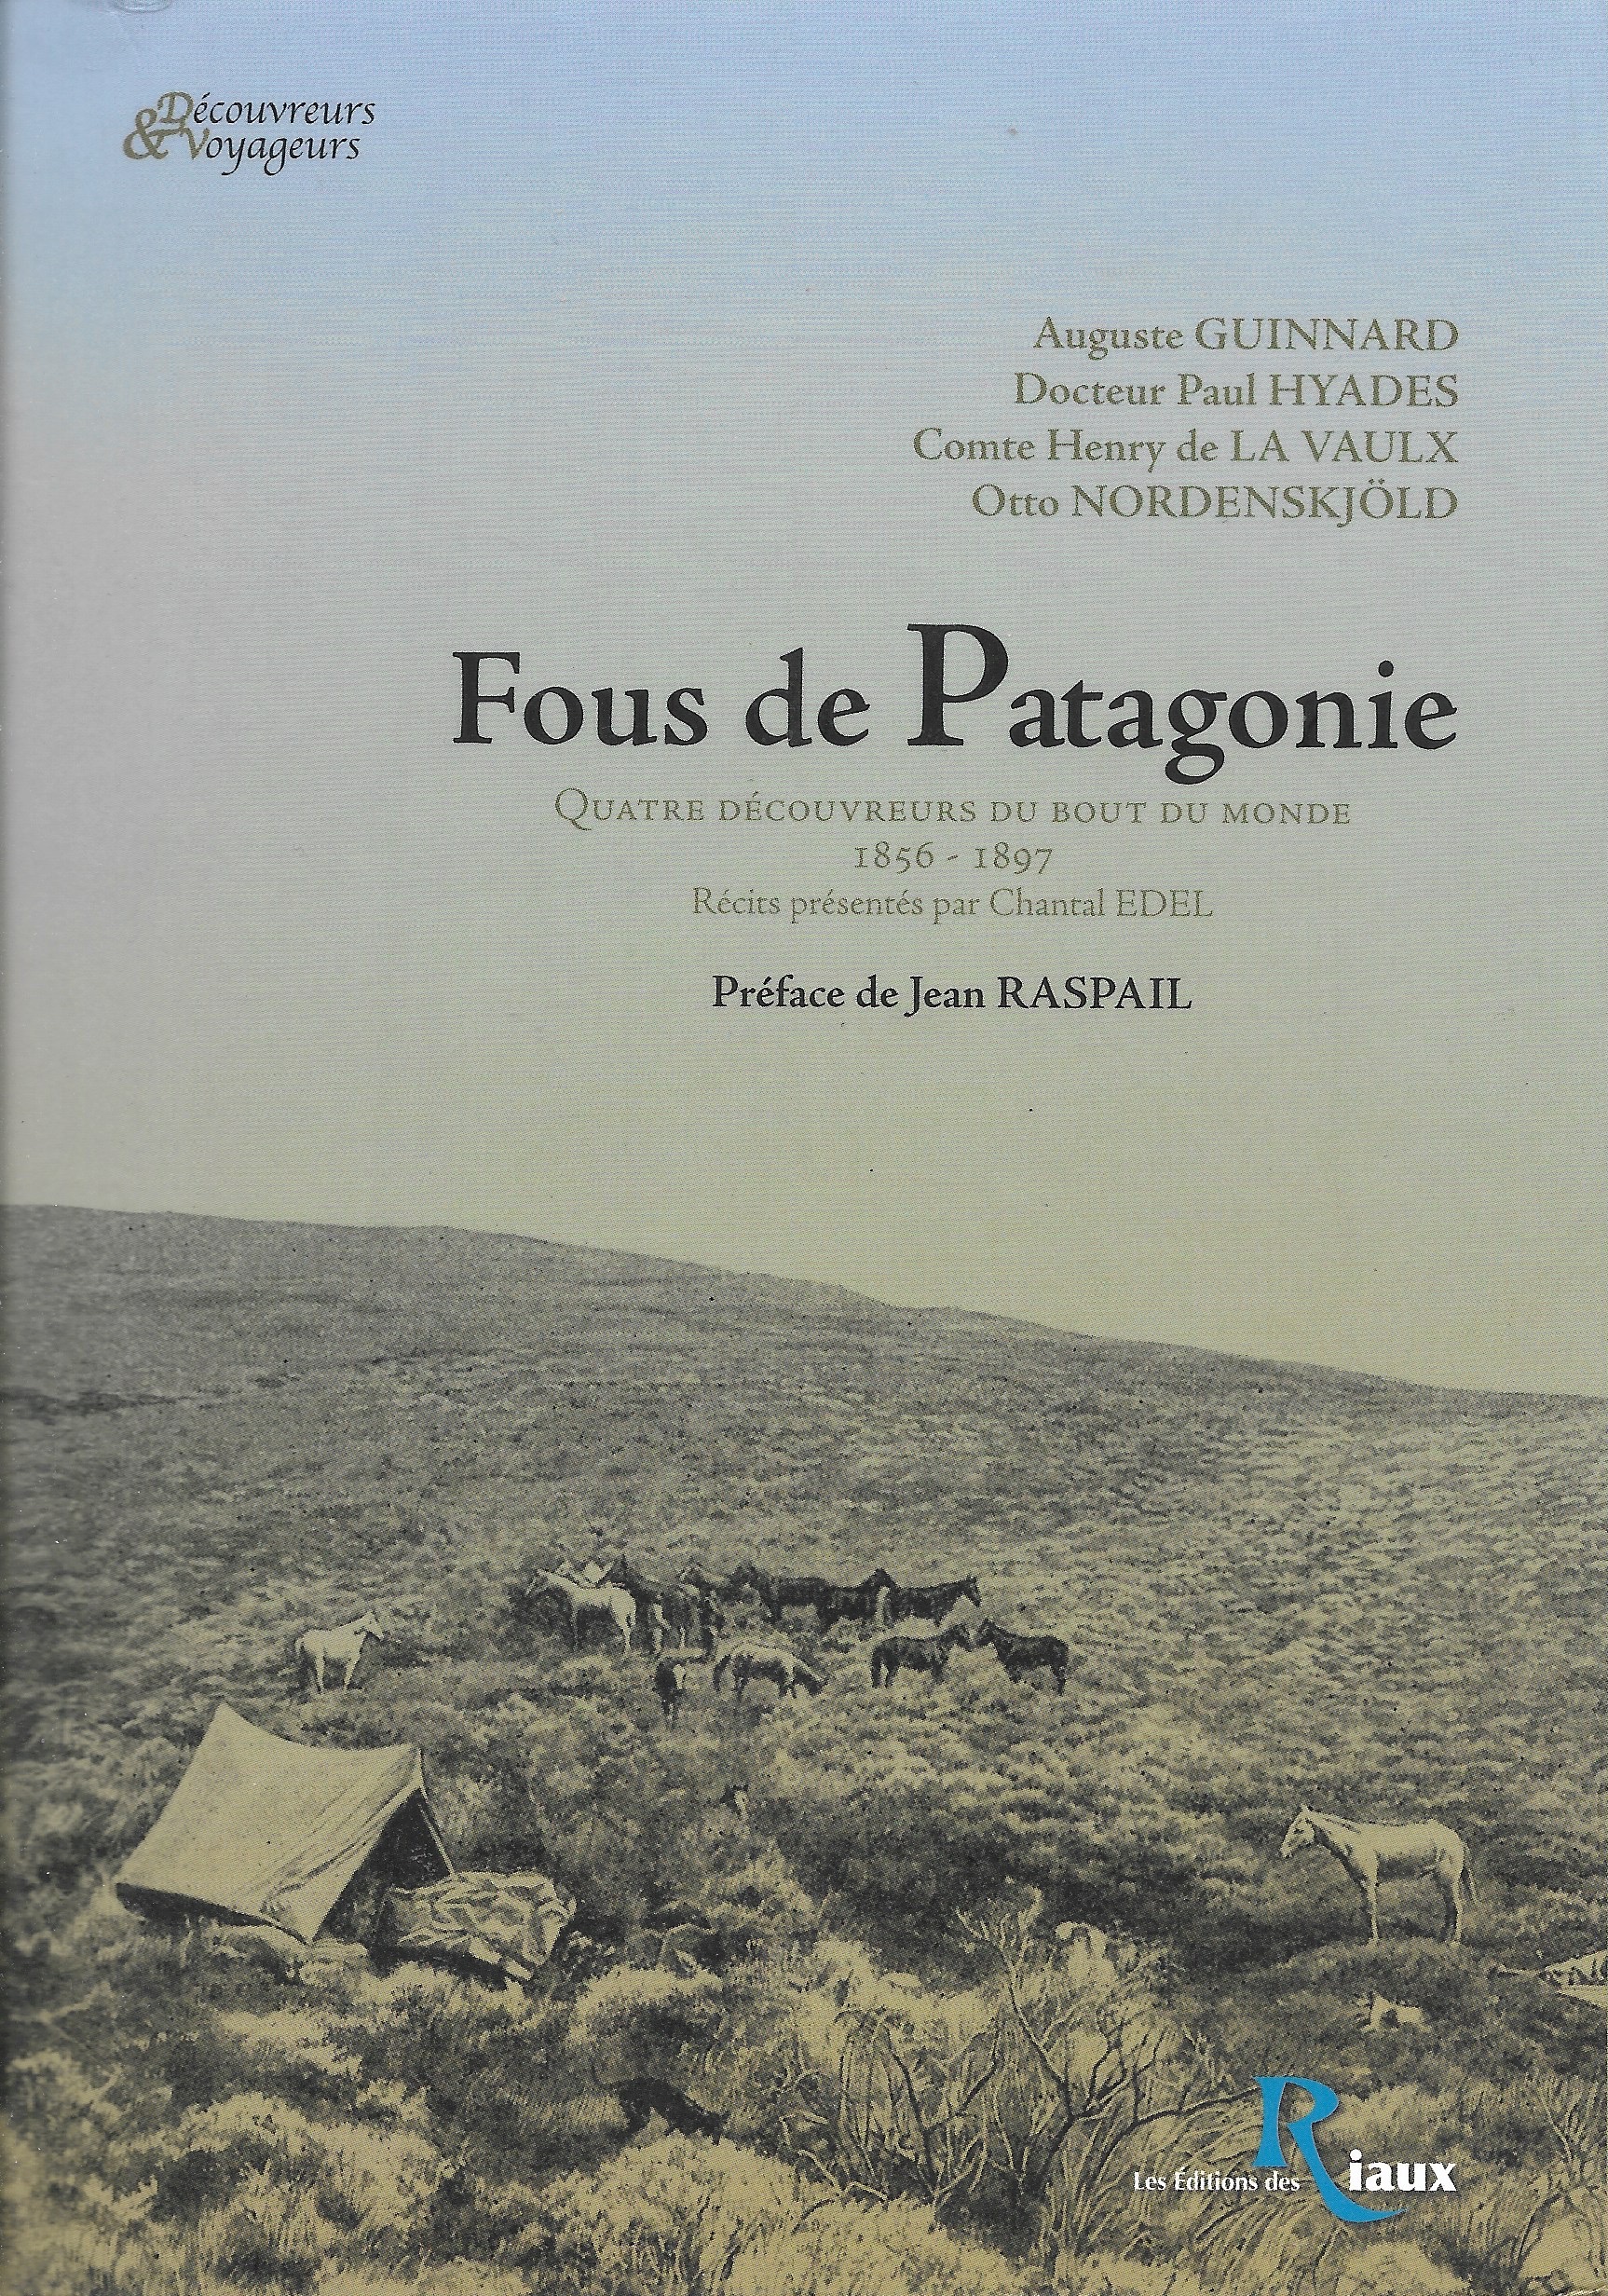 Découvreurs
& Voyageurs
Auguste GUINNARD
Docteur Paul HYADES
Comte Henry de LA VAULX
Otto NORDENSKJÖLD
Fous de Patagonie
QUATRE DÉCOUVREURS DU BOUT DU MONDE
1856 - 1897
Récits présentés par Chantal EDEL
Préface de Jean RASPAIL
Les Éditions des Riaux